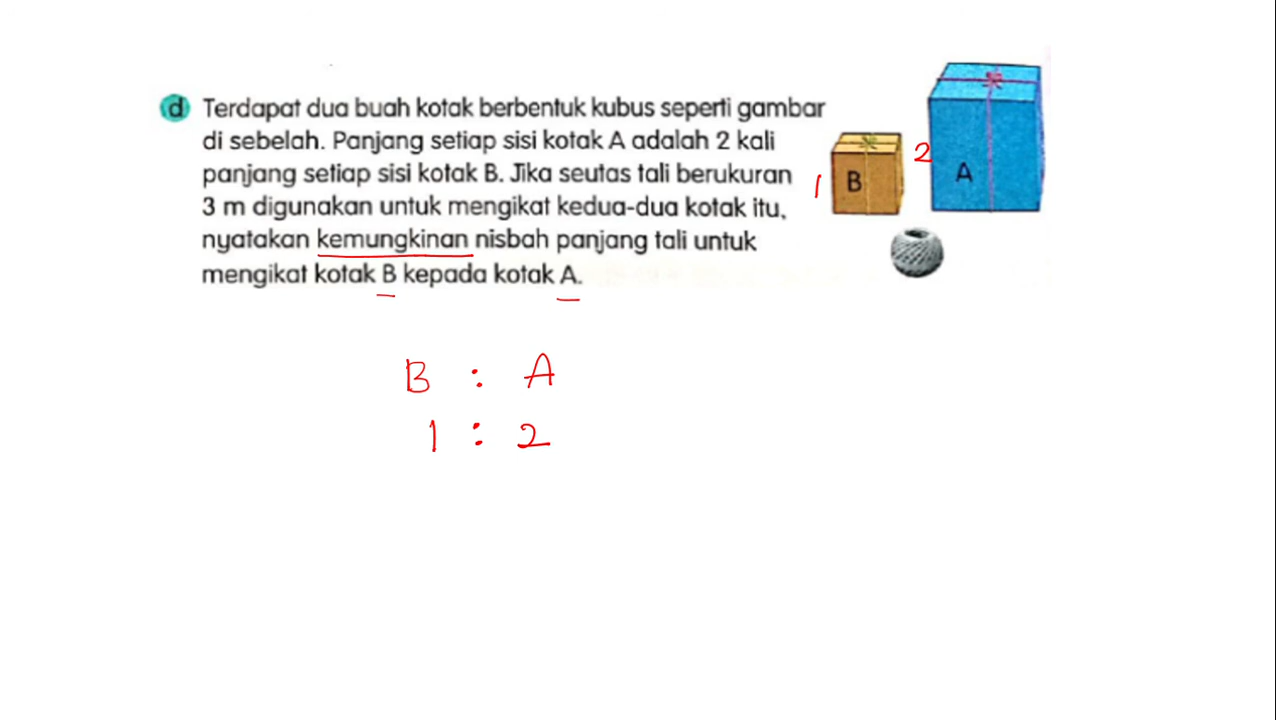 d Terdapat dua buah kotak berbentuk kubus seperti gambar
di sebelah. Panjang setiap sisi kotak A adalah 2 kali
panjang setiap sisi kotak B. Jika seutas tali berukuran
3 m digunakan untuk mengikat kedua-dua kotak itu,
nyatakan kemungkinan nisbah panjang tali untuk
mengikat kotak B kepada kotak A.
1 B 2 A
B : A
1 : 2